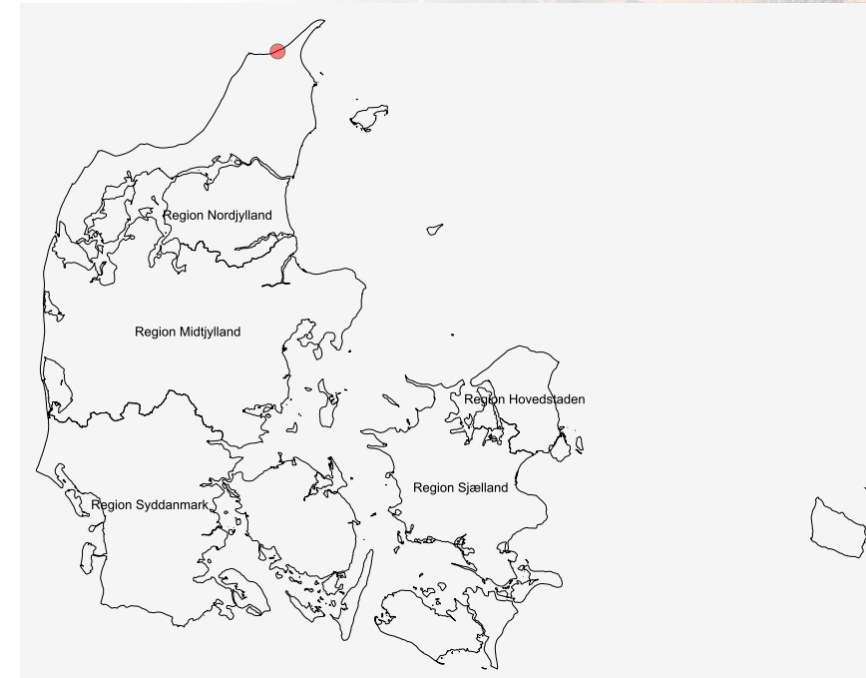 Region Nordjylland
Region Midtjylland
Region Hovedstaden
Region Sjælland
Region Syddanmark